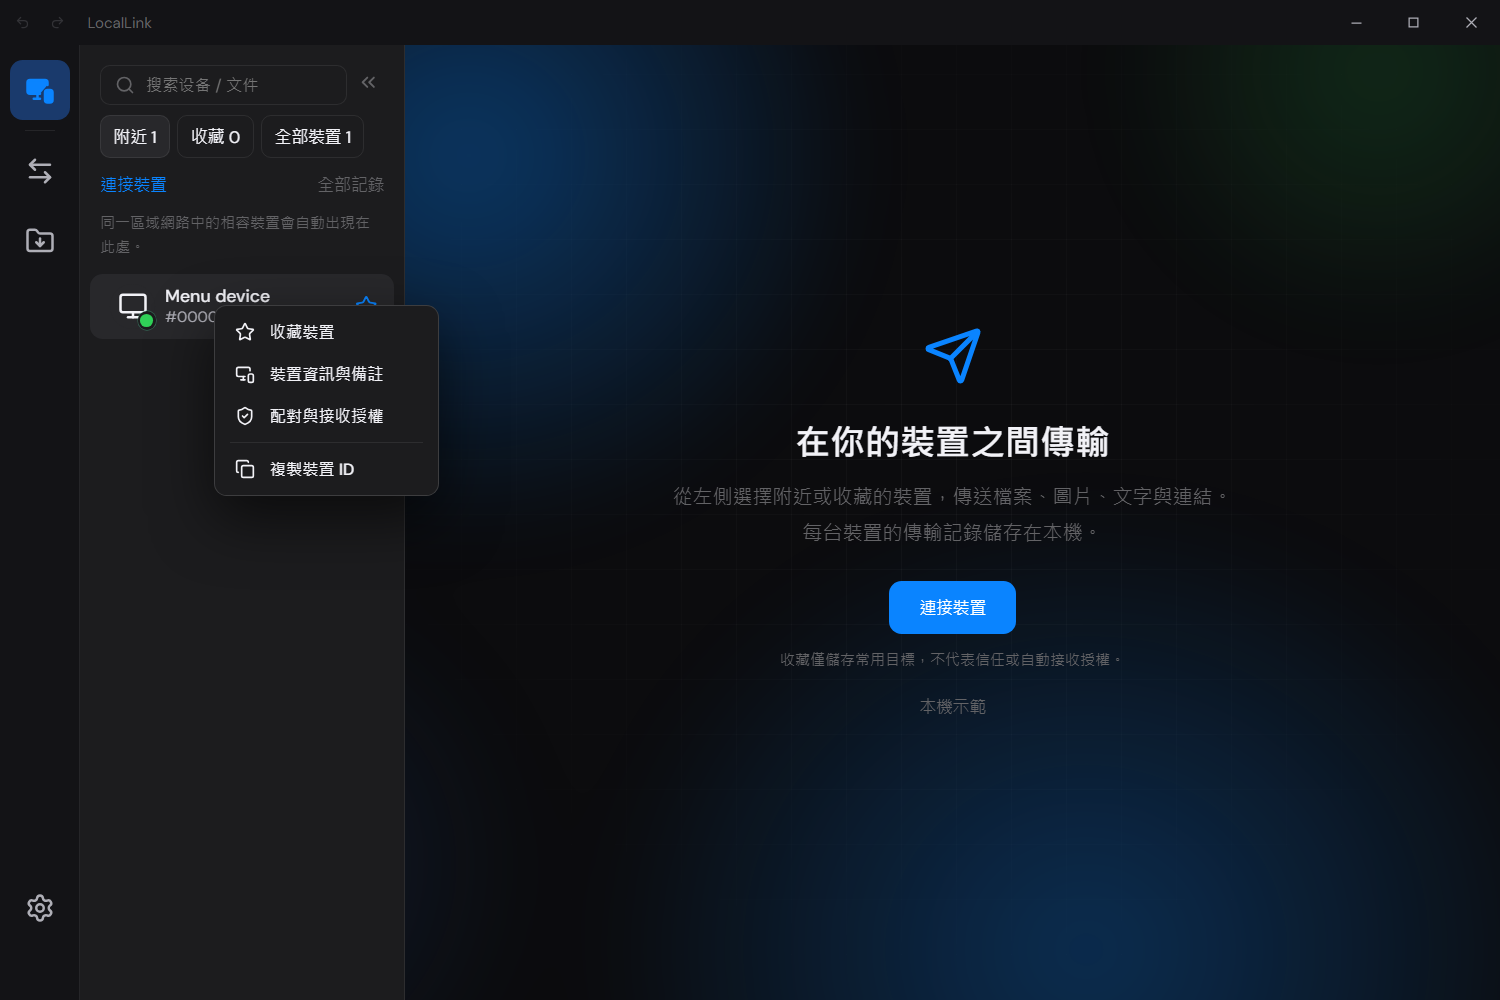 LocalLink
搜索设备 / 文件
附近 1
收藏 0
全部裝置 1
連接裝置
全部記錄
同一區域網路中的相容裝置會自動出現在
此處。
Menu device
#0000
收藏裝置
裝置資訊與備註
配對與接收授權
複製裝置 ID
在你的裝置之間傳輸
從左側選擇附近或收藏的裝置，傳送檔案、圖片、文字與連結。
每台裝置的傳輸記錄儲存在本機。
連接裝置
收藏僅儲存常用目標，不代表信任或自動接收授權。
本機示範